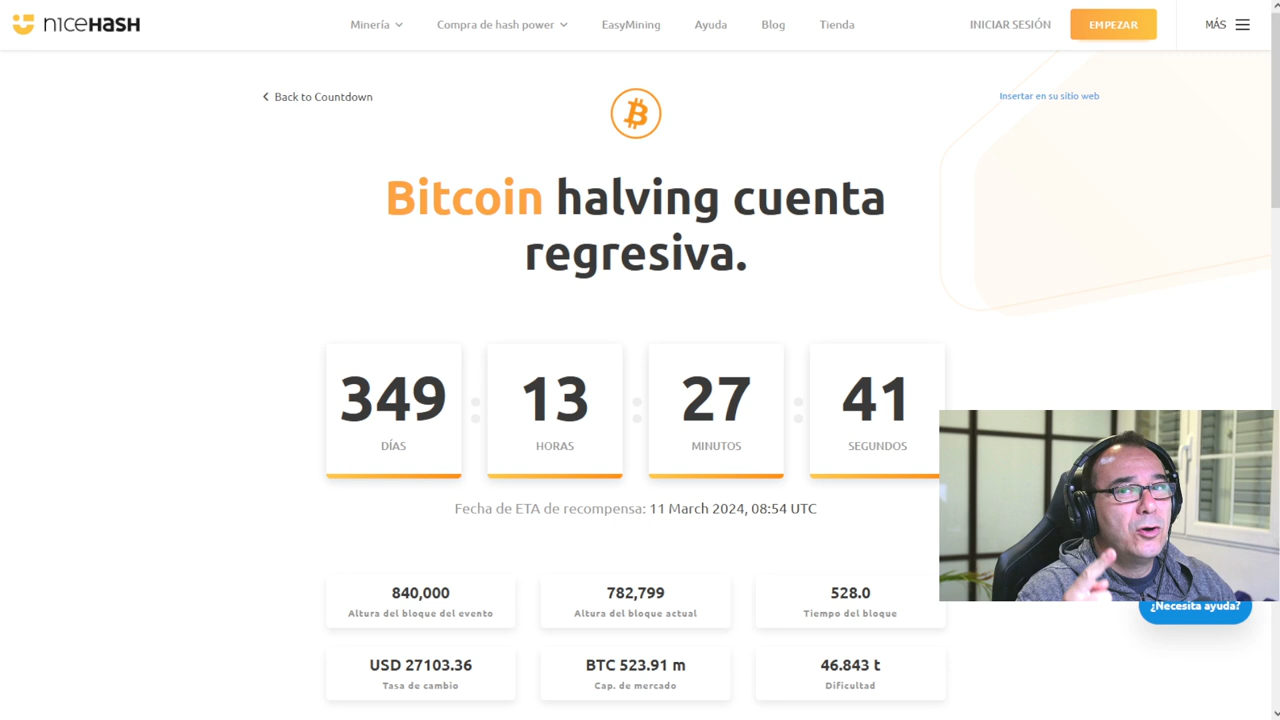 nicehash
Minería
Compra de hash power
EasyMining
Ayuda
Blog
Tienda
INICIAR SESIÓN
EMPEZAR
MÁS
Back to Countdown
Insertar en su sitio web
Bitcoin halving cuenta
regresiva.
349
DÍAS
13
HORAS
27
MINUTOS
41
SEGUNDOS
Fecha de ETA de recompensa: 11 March 2024, 08:54 UTC
840,000
Altura del bloque del evento
782,799
Altura del bloque actual
528.0
Tiempo del bloque
¿Necesita ayuda?
USD 27103.36
Tasa de cambio
BTC 523.91 m
Cap. de mercado
46.843 t
Dificultad